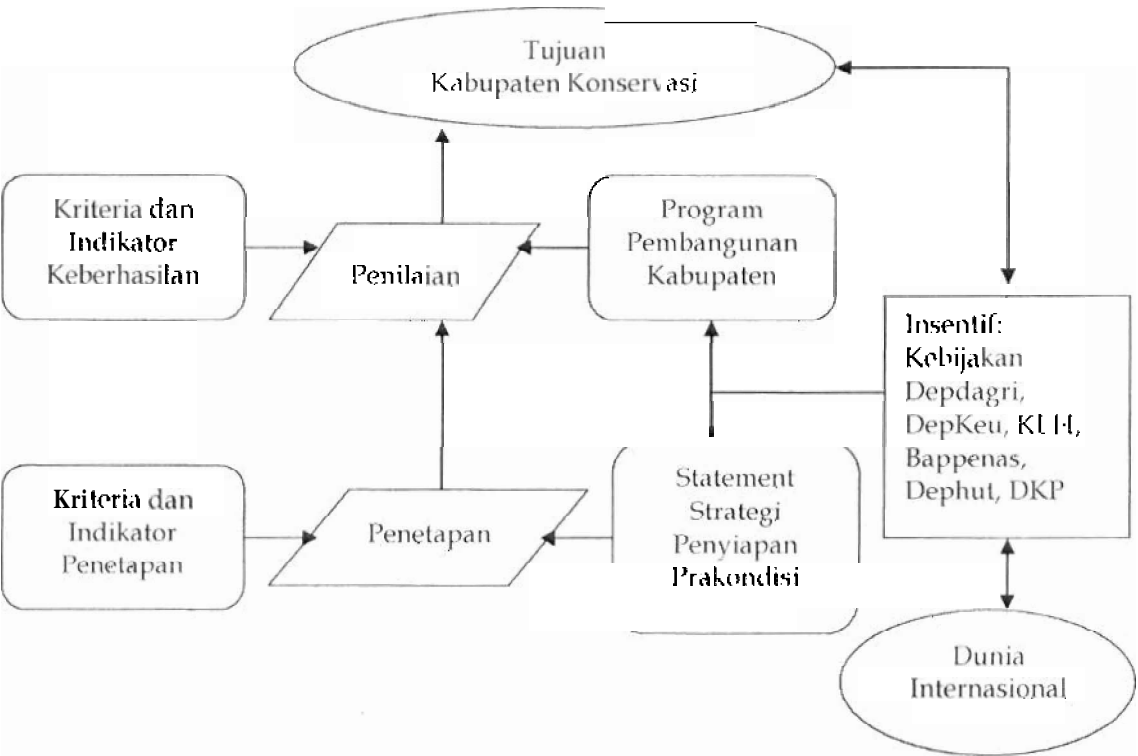 Tujuan
Kabupaten Konservasi
Kriteria dan
Indikator
Keberhasilan
Penilaian
Program
Pembangunan
Kabupaten
Insentif:
Kebijakan
Depdagri,
DepKeu,
Bappenas,
Dephut, DKP
Kriteria dan
Indikator
Penetapan
Penetapan
Statement
Strategi
Penyiapan
Prakondisi
Dunia
Internasional